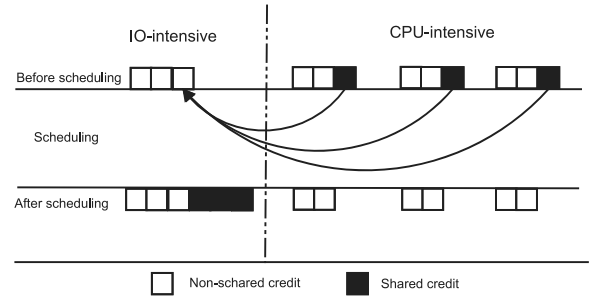 IO-intensive
CPU-intensive
Before scheduling
Scheduling
After scheduling
Non-schared credit
Shared credit